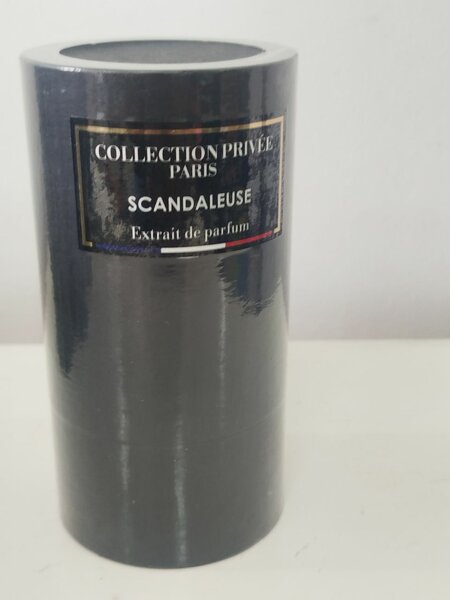 COLLECTION PRIVÉE
PARIS
SCANDALEUSE
Extrait de parfum